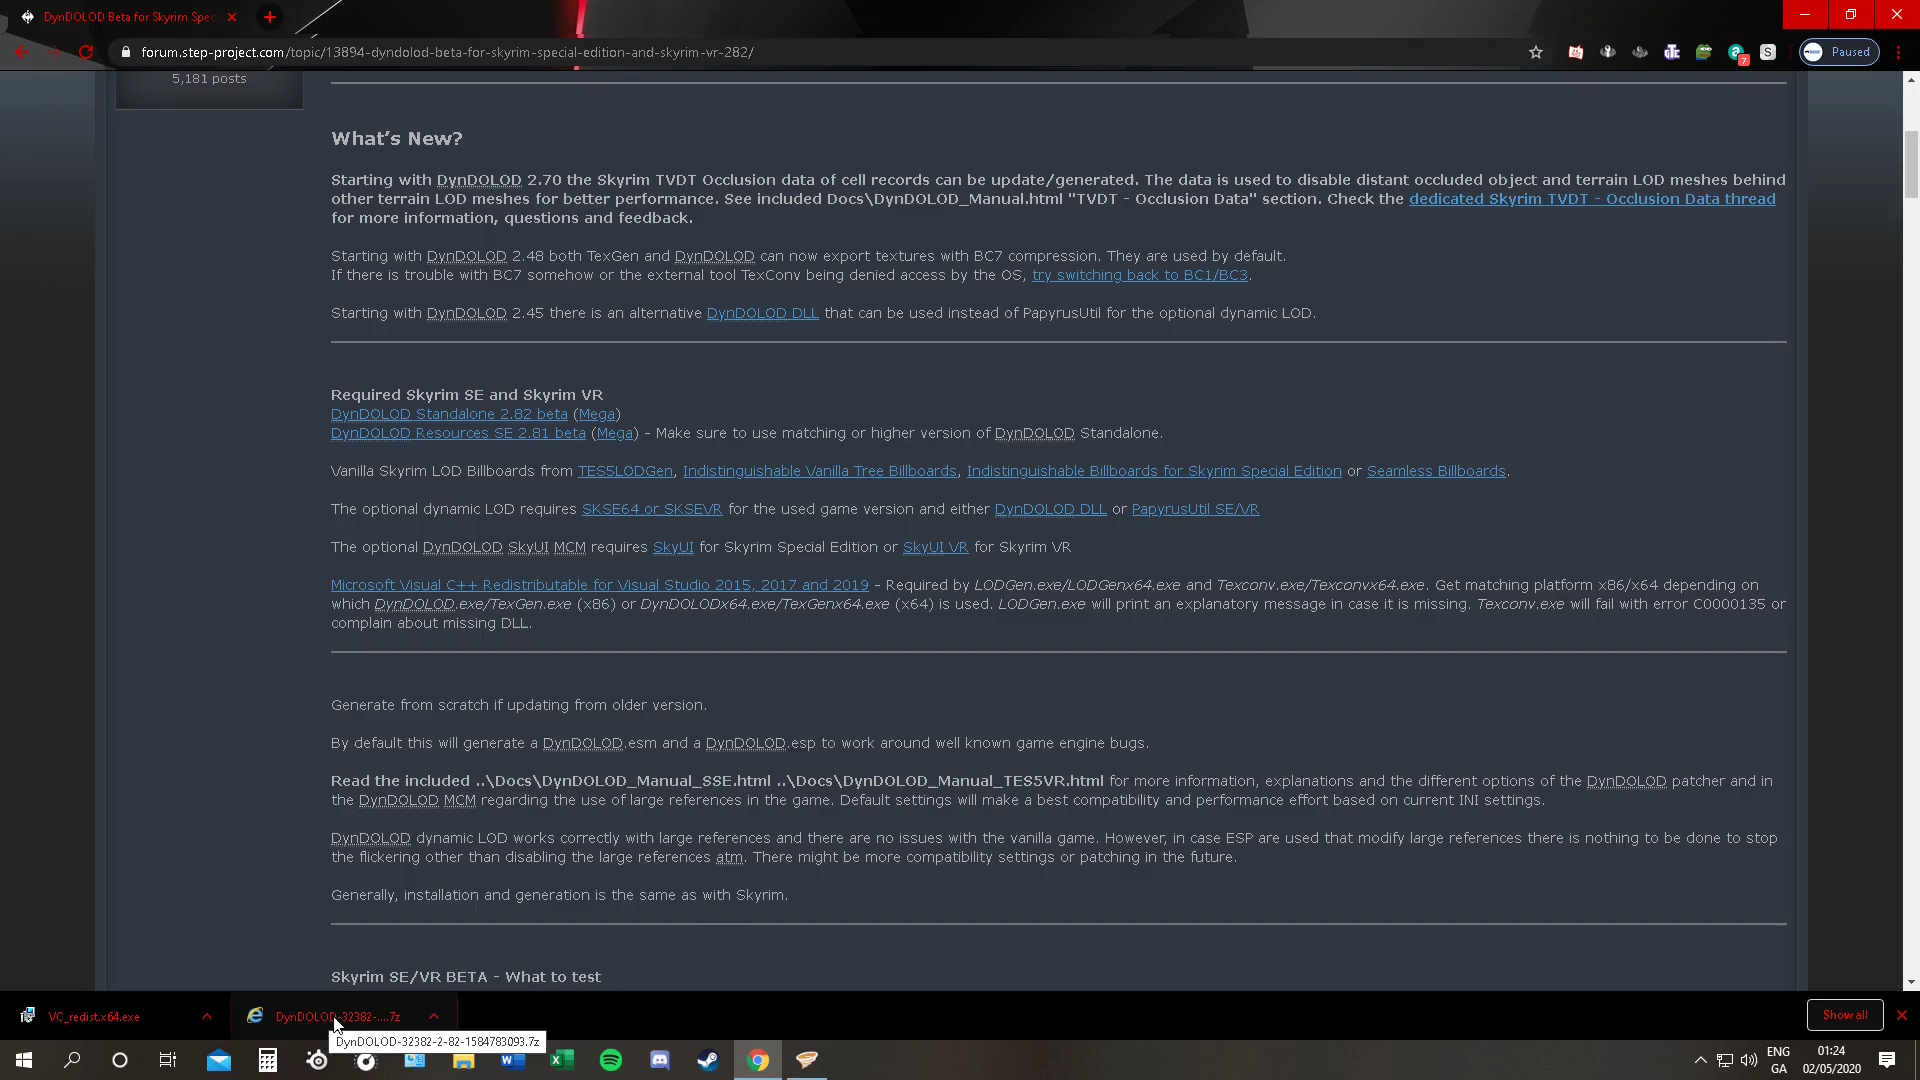 DynDOLOD Beta for Skyrim Spec
forum.step-project.com/topic/13894-dyndolod-beta-for-skyrim-special-edition-and-skyrim-vr-282/
7
S
Paused
5,181 posts
What's New?
Starting with DynDOLOD 2.70 the Skyrim TVDT Occlusion data of cell records can be update/generated. The data is used to disable distant occluded object and terrain LOD meshes behind
other terrain LOD meshes for better performance. See included Docs\DynDOLOD_Manual.html "TVDT - Occlusion Data" section. Check the dedicated Skyrim TVDT - Occlusion Data thread
for more information, questions and feedback.
Starting with DynDOLOD 2.48 both TexGen and DynDOLOD can now export textures with BC7 compression. They are used by default.
If there is trouble with BC7 somehow or the external tool TexConv being denied access by the OS, try switching back to BC1/BC3.
Starting with DynDOLOD 2.45 there is an alternative DynDOLOD DLL that can be used instead of PapyrusUtil for the optional dynamic LOD.
Required Skyrim SE and Skyrim VR
DynDOLOD Standalone 2.82 beta (Mega)
DynDOLOD Resources SE 2.81 beta (Mega) - Make sure to use matching or higher version of DynDOLOD Standalone.
Vanilla Skyrim LOD Billboards from TES5LODGen, Indistinguishable Vanilla Tree Billboards, Indistinguishable Billboards for Skyrim Special Edition or Seamless Billboards.
The optional dynamic LOD requires SKSE64 or SKSEVR for the used game version and either DynDOLOD DLL or PapyrusUtil SE/VR
The optional DynDOLOD SkyUI MCM requires SkyUI for Skyrim Special Edition or SkyUI VR for Skyrim VR
Microsoft Visual C++ Redistributable for Visual Studio 2015, 2017 and 2019 - Required by LODGen.exe/LODGenx64.exe and Texconv.exe/Texconvx64.exe. Get matching platform x86/x64 depending on
which DynDOLOD.exe/TexGen.exe (x86) or DynDOLODx64.exe/TexGenx64.exe (x64) is used. LODGen.exe will print an explanatory message in case it is missing. Texconv.exe will fail with error C0000135 or
complain about missing DLL.
Generate from scratch if updating from older version.
By default this will generate a DynDOLOD.esm and a DynDOLOD.esp to work around well known game engine bugs.
Read the included ..\Docs\DynDOLOD_Manual_SSE.html ..\Docs\DynDOLOD_Manual_TES5VR.html for more information, explanations and the different options of the DynDOLOD patcher and in
the DynDOLOD MCM regarding the use of large references in the game. Default settings will make a best compatibility and performance effort based on current INI settings.
DynDOLOD dynamic LOD works correctly with large references and there are no issues with the vanilla game. However, in case ESP are used that modify large references there is nothing to be done to stop
the flickering other than disabling the large references atm. There might be more compatibility settings or patching in the future.
Generally, installation and generation is the same as with Skyrim.
Skyrim SE/VR BETA - What to test
VC_redist.x64.exe
DynDOLOD-32382-....7z
Show all
DynDOLOD-32382-2-82-1584783093.7z
ENG
GA
01:24
02/05/2020